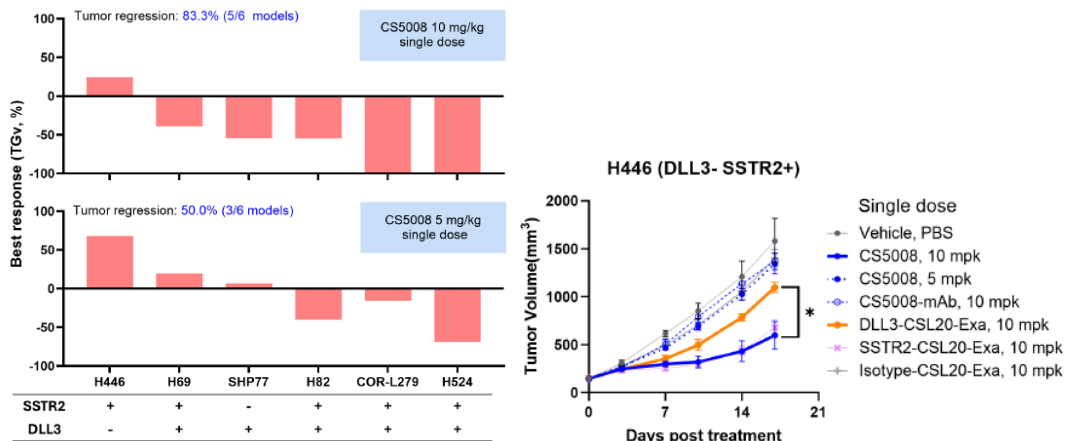 Tumor regression: 83.3% (5/6 models)
CS5008 10 mg/kg
single dose
100
50
0
-50
-100
Best response (TGv, %)
Tumor regression: 50.0% (3/6 models)
CS5008 5 mg/kg
single dose
100
50
0
-50
-100
H446 H69 SHP77 H82 COR-L279 H524
SSTR2 + + - + + +
DLL3 - + + + + +
H446 (DLL3- SSTR2+)
Tumor Volume(mm³)
2000
1500
1000
500
0
0 7 14 21
Days post treatment
*
Single dose
Vehicle, PBS
CS5008, 10 mpk
CS5008, 5 mpk
CS5008-mAb, 10 mpk
DLL3-CSL20-Exa, 10 mpk
SSTR2-CSL20-Exa, 10 mpk
Isotype-CSL20-Exa, 10 mpk